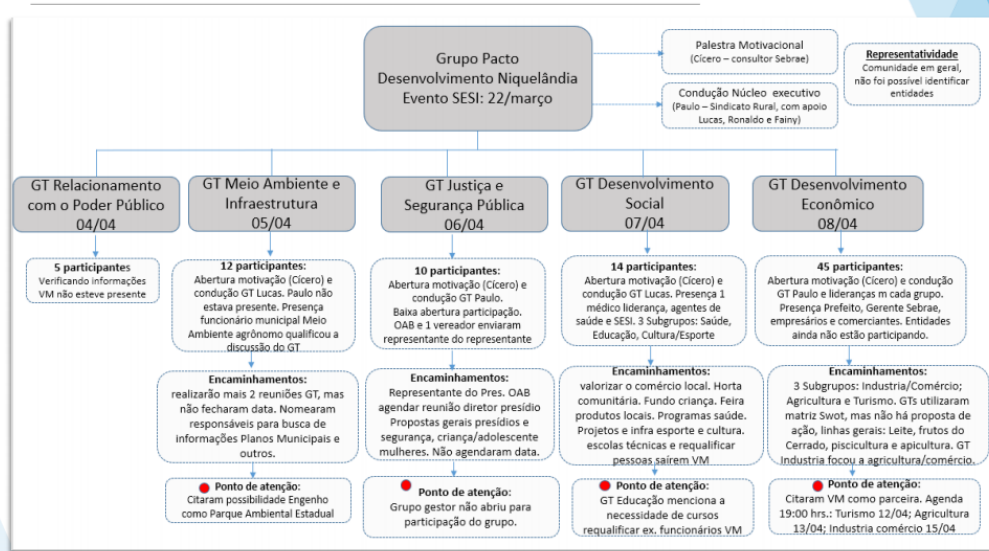 Grupo Pacto
Desenvolvimento Niquelândia
Evento SESI: 22/março
Palestra Motivacional
(Cícero – consultor Sebrae)
Condução Núcleo executivo
(Paulo – Sindicato Rural, com apoio
Lucas, Ronaldo e Fainy)
Representatividade
Comunidade em geral,
não foi possível identificar
entidades
GT Relacionamento
com o Poder Público
04/04
5 participantes
Verificando informações
VM não esteve presente
GT Meio Ambiente e
Infraestrutura
05/04
12 participantes:
Abertura motivação (Cícero) e
condução GT Lucas. Paulo não
estava presente. Presença
funcionário municipal Meio
Ambiente agrônomo qualificou a
discussão do GT
Encaminhamentos:
realizarão mais 2 reuniões GT, mas
não fecharam data. Nomearam
responsáveis para busca de
informações Planos Municipais e
outros.
Ponto de atenção:
Citaram possibilidade Engenho
como Parque Ambiental Estadual
GT Justiça e
Segurança Pública
06/04
10 participantes:
Abertura motivação (Cícero) e
condução GT Paulo.
Baixa abertura participação.
OAB e 1 vereador enviaram
representante do representante
Encaminhamentos:
Representante do Pres. OAB
agendar reunião diretor presídio
Propostas gerais presídios e
segurança, criança/adolescente
mulheres. Não agendaram data.
Ponto de atenção:
Grupo gestor não abriu para
participação do grupo.
GT Desenvolvimento
Social
07/04
14 participantes:
Abertura motivação (Cícero) e
condução GT Lucas. Presença 1
médico liderança, agentes de
saúde e SESI. 3 Subgrupos: Saúde,
Educação, Cultura/Esporte
Encaminhamentos:
valorizar o comércio local. Horta
comunitária. Fundo criança. Feira
produtos locais. Programas saúde.
Projetos e infra esporte e cultura.
escolas técnicas e requalificar
pessoas saírem VM
Ponto de atenção:
GT Educação menciona a
necessidade de cursos
requalificar ex. funcionários VM
GT Desenvolvimento
Econômico
08/04
45 participantes:
Abertura motivação (Cícero) e condução
GT Paulo e lideranças m cada grupo.
Presença Prefeito, Gerente Sebrae,
empresários e comerciantes. Entidades
ainda não estão participando.
Encaminhamentos:
3 Subgrupos: Industria/Comércio;
Agricultura e Turismo. GTs utilizaram
matriz Swot, mas não há proposta de
ação, linhas gerais: Leite, frutos do
Cerrado, piscicultura e apicultura. GT
Industria focou a agricultura/comércio.
Ponto de atenção:
Citaram VM como parceira. Agenda
19:00 hrs.: Turismo 12/04; Agricultura
13/04; Industria comércio 15/04